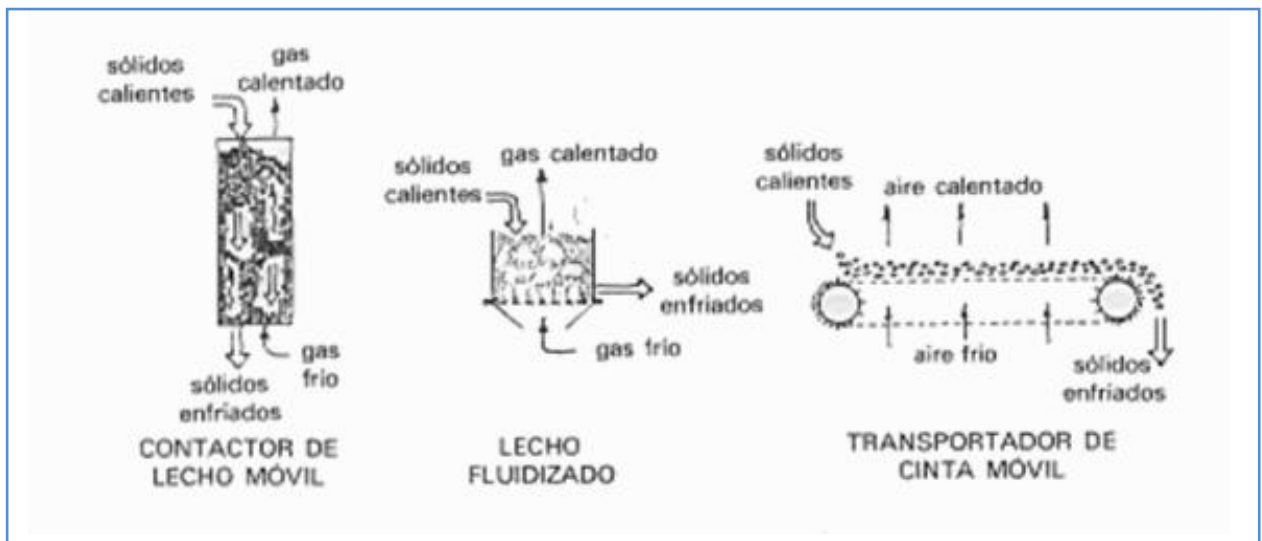 sólidos
calientes
gas
calentado
gas
frío
sólidos
enfriados
CONTACTOR DE
LECHO MÓVIL
sólidos
calientes
gas calentado
sólidos
enfriados
gas frío
LECHO
FLUIDIZADO
sólidos
calientes
aire calentado
aire frío
sólidos
enfriados
TRANSPORTADOR DE
CINTA MÓVIL